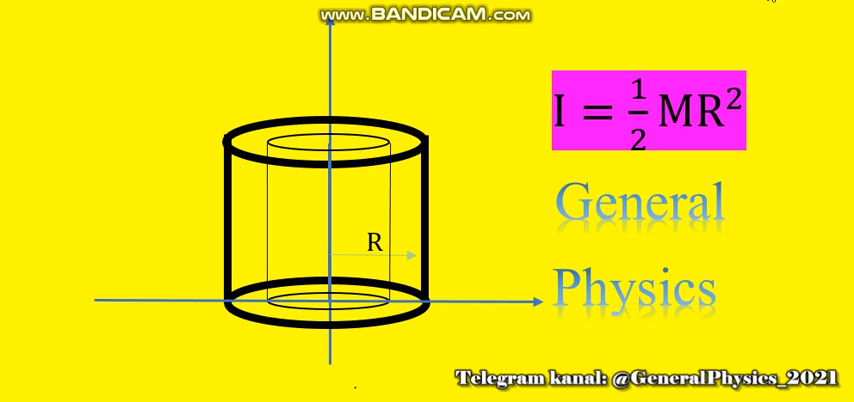 www.BANDICAM.com
I = 1/2 MR²
General
R
Physics
Telegram kanal: @GeneralPhysics_2021